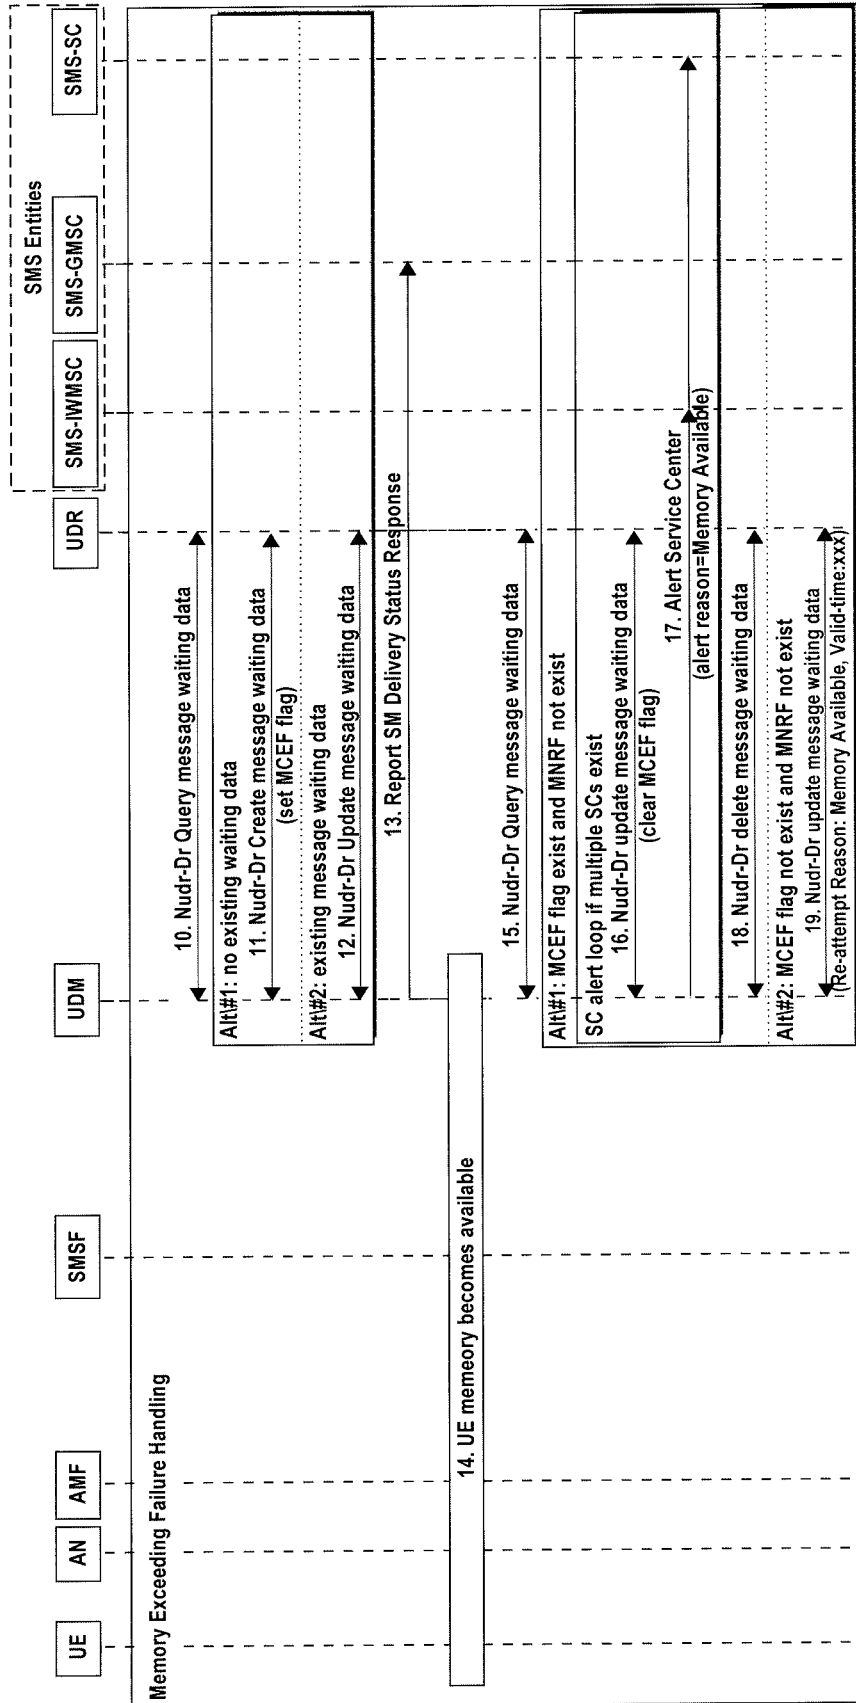 SMS Entities
UE
AN
AMF
SMSF
UDM
UDR
SMS-IWMSC
SMS-GMSC
SMS-SC
Memory Exceeding Failure Handling
10. Nudr-Dr Query message waiting data
Alt\#1: no existing waiting data
11. Nudr-Dr Create message waiting data
(set MCEF flag)
Alt\#2: existing message waiting data
12. Nudr-Dr Update message waiting data
13. Report SM Delivery Status Response
14. UE memeory becomes available
15. Nudr-Dr Query message waiting data
Alt\#1: MCEF flag exist and MNRF not exist
SC alert loop if multiple SCs exist
16. Nudr-Dr update message waiting data
(clear MCEF flag)
17. Alert Service Center
(alert reason=Memory Available)
18. Nudr-Dr delete message waiting data
Alt\#2: MCEF flag not exist and MNRF not exist
19. Nudr-Dr update message waiting data
(Re-attempt Reason: Memory Available, Valid-time:xxx)